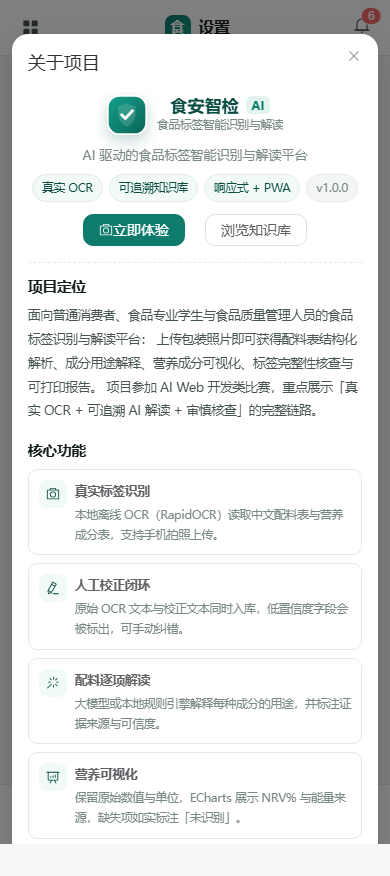 食 设置
6
关于项目
食安智检 AI
食品标签智能识别与解读
AI 驱动的食品标签智能识别与解读平台
真实 OCR 可追溯知识库 响应式 + PWA v1.0.0
立即体验 浏览知识库
项目定位
面向普通消费者、食品专业学生与食品质量管理人员的食品
标签识别与解读平台： 上传包装照片即可获得配料表结构化
解析、成分用途解释、营养成分可视化、标签完整性核查与
可打印报告。 项目参加 AI Web 开发类比赛，重点展示「真
实 OCR + 可追溯 AI 解读 + 审慎核查」的完整链路。
核心功能
真实标签识别
本地离线 OCR（RapidOCR）读取中文配料表与营养
成分表，支持手机拍照上传。
人工校正闭环
原始 OCR 文本与校正文本同时入库，低置信度字段会
被标出，可手动纠错。
配料逐项解读
大模型或本地规则引擎解释每种成分的用途，并标注证
据来源与可信度。
营养可视化
保留原始数值与单位，ECharts 展示 NRV% 与能量来
源，缺失项如实标注「未识别」。